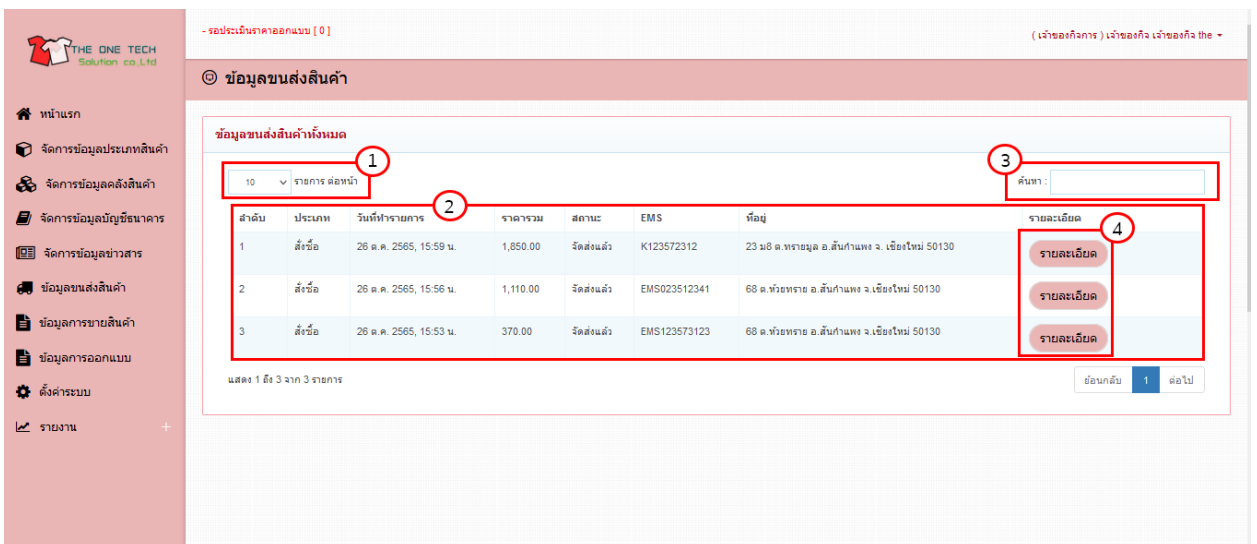 THE ONE TECH
Solution co.,Ltd
- รอประเมินราคาออกแบบ [ 0 ]
( เจ้าของกิจการ ) เจ้าของกิจ เจ้าของกิจ the
ข้อมูลขนส่งสินค้า
หน้าแรก
จัดการข้อมูลประเภทสินค้า
จัดการข้อมูลคลังสินค้า
จัดการข้อมูลบัญชีธนาคาร
จัดการข้อมูลข่าวสาร
ข้อมูลขนส่งสินค้า
ข้อมูลการขายสินค้า
ข้อมูลการออกแบบ
ตั้งค่าระบบ
รายงาน +
ข้อมูลขนส่งสินค้าทั้งหมด
1
3
10 รายการ ต่อหน้า
ค้นหา :
2
ลำดับ ประเภท วันที่ทำรายการ ราคารวม สถานะ EMS ที่อยู่ รายละเอียด
4
1 สั่งซื้อ 26 ต.ค. 2565, 15:59 น. 1,850.00 จัดส่งแล้ว K123572312 23 ม8 ต.ทรายมูล อ.สันกำแพง จ. เชียงใหม่ 50130 รายละเอียด
2 สั่งซื้อ 26 ต.ค. 2565, 15:56 น. 1,110.00 จัดส่งแล้ว EMS023512341 68 ต.ห้วยทราย อ.สันกำแพง จ.เชียงใหม่ 50130 รายละเอียด
3 สั่งซื้อ 26 ต.ค. 2565, 15:53 น. 370.00 จัดส่งแล้ว EMS123573123 68 ต.ห้วยทราย อ.สันกำแพง จ.เชียงใหม่ 50130 รายละเอียด
แสดง 1 ถึง 3 จาก 3 รายการ
ย้อนกลับ 1 ต่อไป